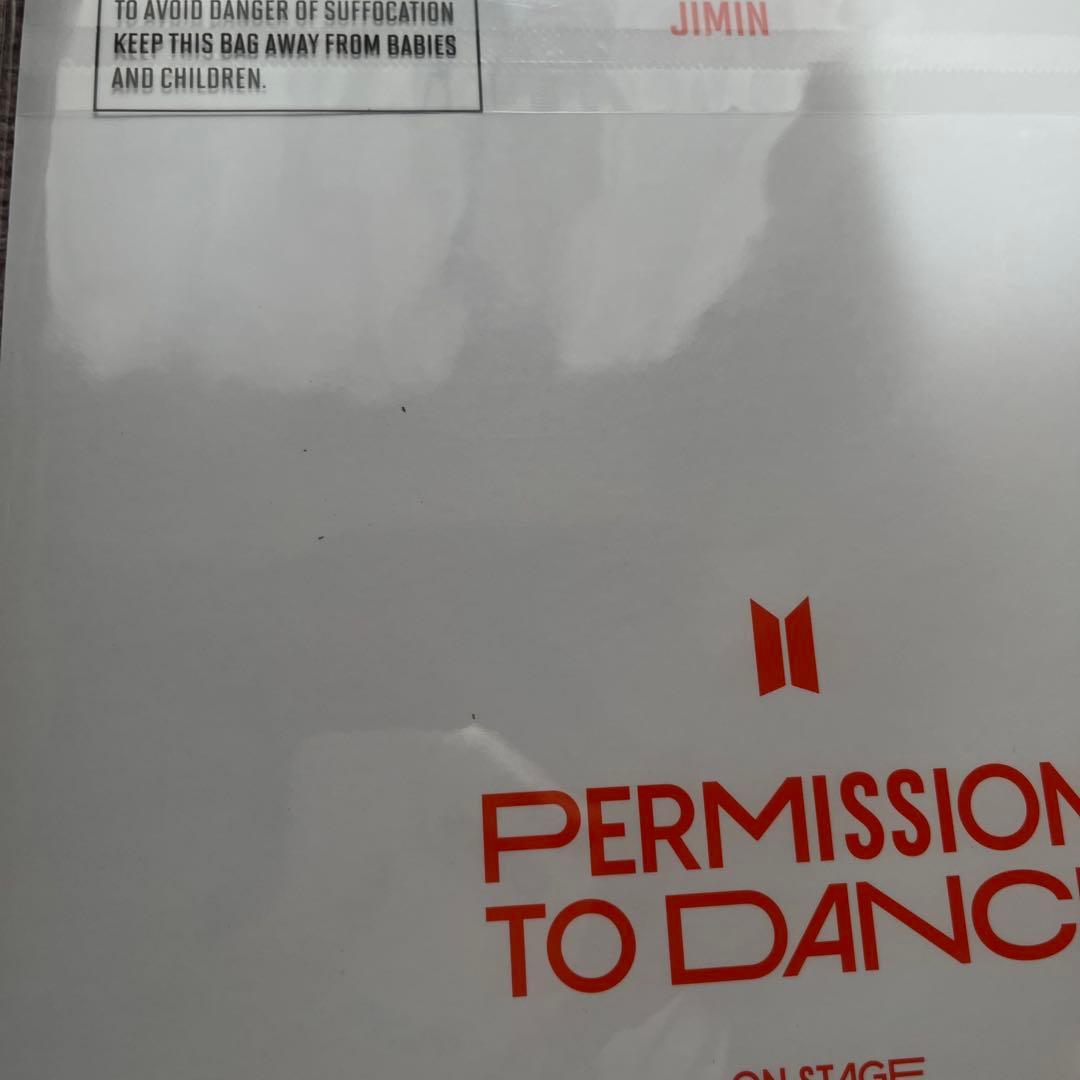 TO AVOID DANGER OF SUFFOCATION
KEEP THIS BAG AWAY FROM BABIES
AND CHILDREN.
JIMIN
PERMISSION
TO DANC
ON STAGE